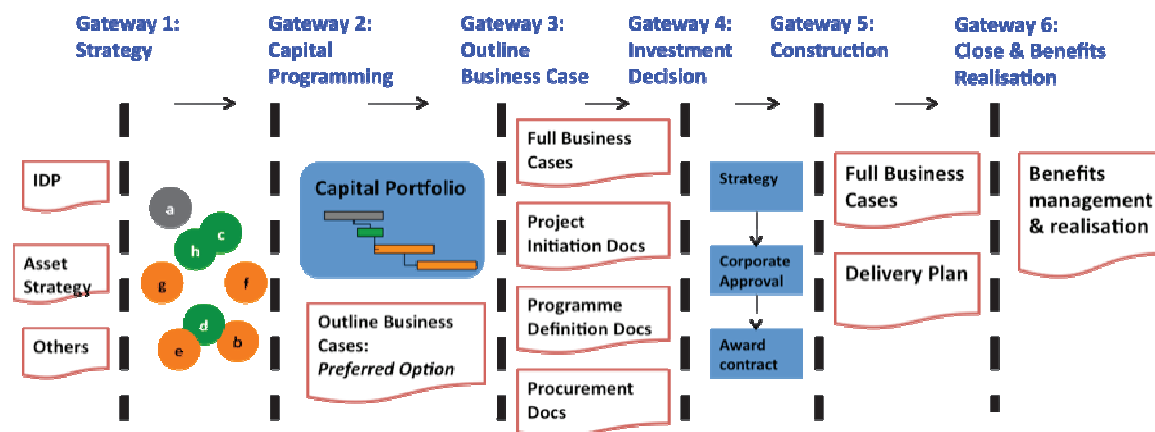 Gateway 1:
Strategy
Gateway 2:
Capital
Programming
Gateway 3:
Outline
Business Case
Gateway 4:
Investment
Decision
Gateway 5:
Construction
Gateway 6:
Close & Benefits
Realisation
IDP
Asset
Strategy
Others
a
c
h
g
f
d
e
b
Capital Portfolio
Outline Business
Cases:
Preferred Option
Full Business
Cases
Project
Initiation Docs
Programme
Definition Docs
Procurement
Docs
Strategy
Corporate
Approval
Award
contract
Full Business
Cases
Delivery Plan
Benefits
management
& realisation